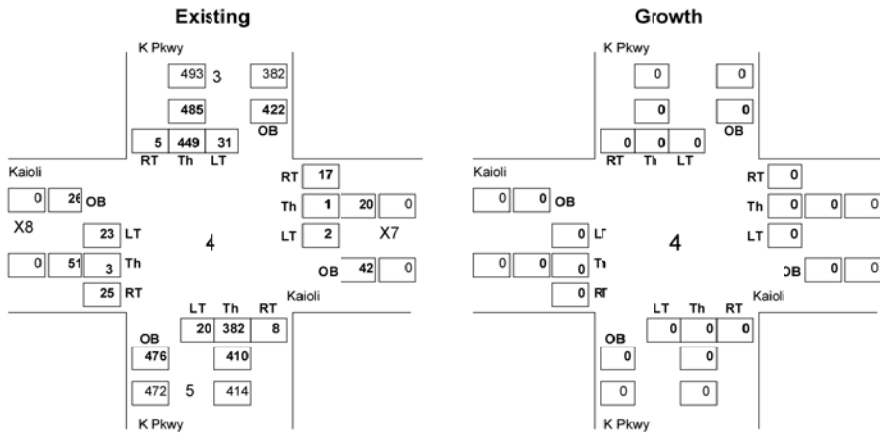 Existing Growth
K Pkwy K Pkwy
493 3 382 0 0
485 422 0 0
OB OB
5 449 31 0 0 0
RT Th LT RT Th LT
Kaioli RT 17 Kaioli RT 0
0 26 OB Th 1 20 0 0 0 OB Th 0 0 0
X8 23 LT 4 LT 2 X7 0 LT 4 LT 0
0 51 3 Th OB 42 0 0 0 0 Th OB 0 0
25 RT Kaioli 0 RT Kaioli
LT Th RT LT Th RT
20 382 8 0 0 0
OB OB
476 410 0 0
472 5 414 0 0
K Pkwy K Pkwy